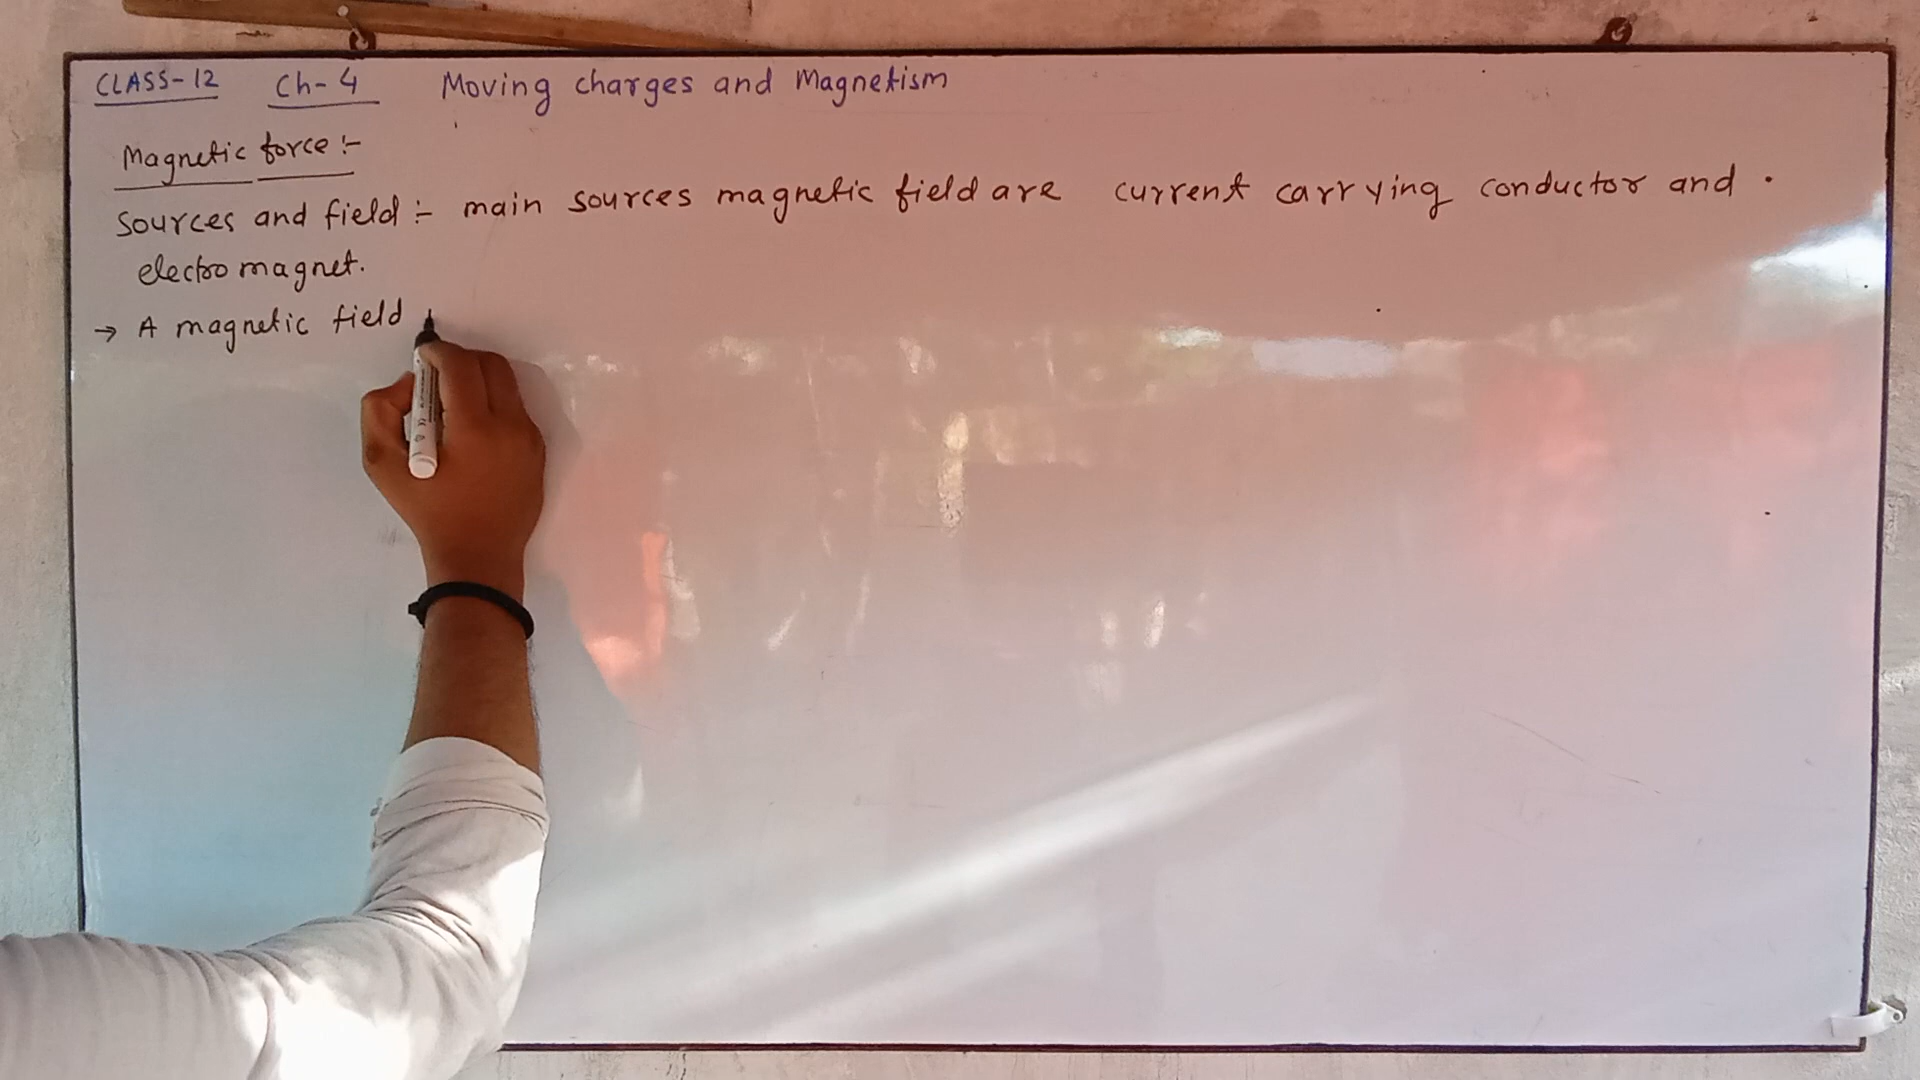 CLASS-12 Ch-4 Moving charges and Magnetism
Magnetic force :-
Sources and field :- main sources magnetic field are current carrying conductor and
electro magnet.
→ A magnetic field